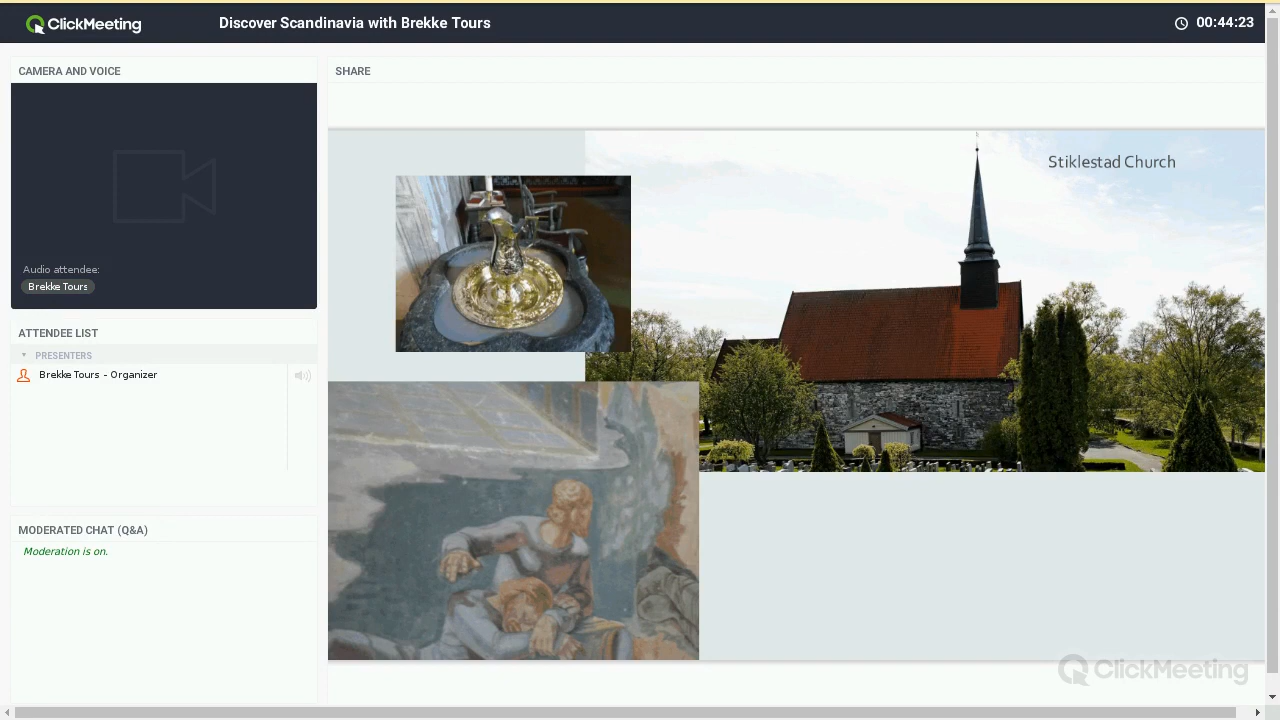 ClickMeeting
Discover Scandinavia with Brekke Tours
00:44:23
CAMERA AND VOICE
Audio attendee:
Brekke Tours
ATTENDEE LIST
PRESENTERS
Brekke Tours - Organizer
MODERATED CHAT (Q&A)
Moderation is on.
SHARE
Stiklestad Church
ClickMeeting